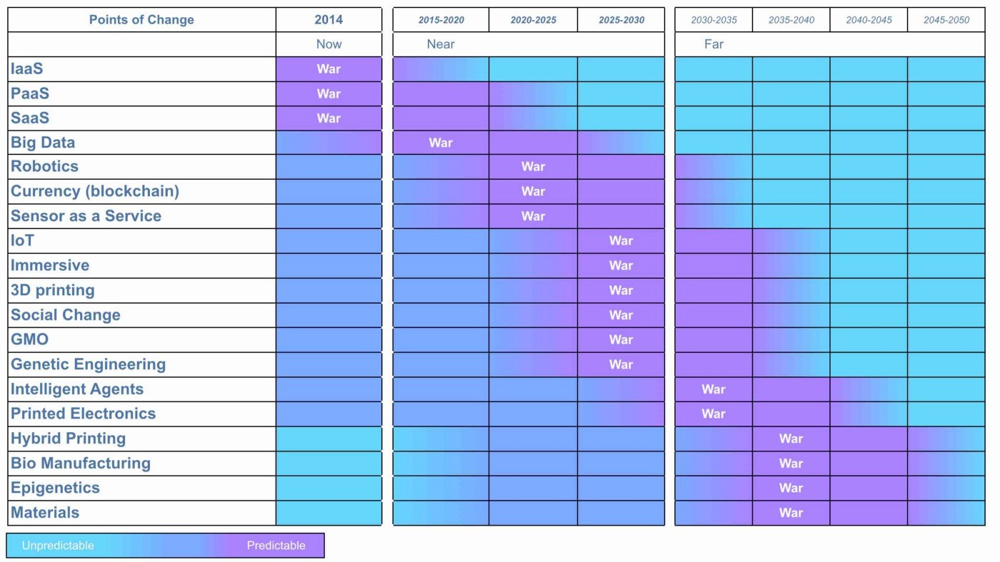 Points of Change 2014 2015-2020 2020-2025 2025-2030 2030-2035 2035-2040 2040-2045 2045-2050
Now Near Far
IaaS War
PaaS War
SaaS War
Big Data War
Robotics War
Currency (blockchain) War
Sensor as a Service War
IoT War
Immersive War
3D printing War
Social Change War
GMO War
Genetic Engineering War
Intelligent Agents War
Printed Electronics War
Hybrid Printing War
Bio Manufacturing War
Epigenetics War
Materials War
Unpredictable Predictable